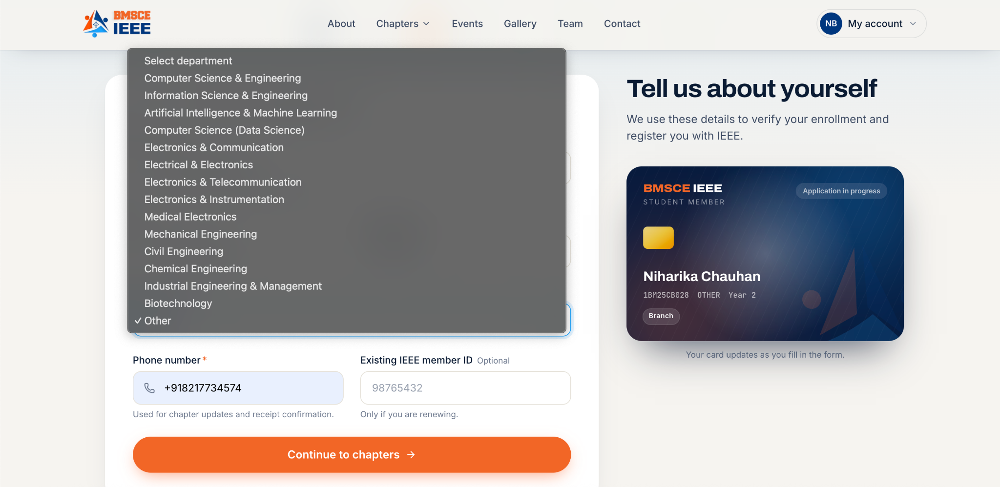 BMSCE
IEEE
About
Chapters
Events
Gallery
Team
Contact
NB
My account
Select department
Computer Science & Engineering
Information Science & Engineering
Artificial Intelligence & Machine Learning
Computer Science (Data Science)
Electronics & Communication
Electrical & Electronics
Electronics & Telecommunication
Electronics & Instrumentation
Medical Electronics
Mechanical Engineering
Civil Engineering
Chemical Engineering
Industrial Engineering & Management
Biotechnology
✓ Other
Phone number*
+918217734574
Used for chapter updates and receipt confirmation.
Existing IEEE member ID Optional
98765432
Only if you are renewing.
Continue to chapters →
Tell us about yourself
We use these details to verify your enrollment and
register you with IEEE.
BMSCE IEEE
STUDENT MEMBER
Application in progress
Niharika Chauhan
1BM25CB028 OTHER Year 2
Branch
Your card updates as you fill in the form.